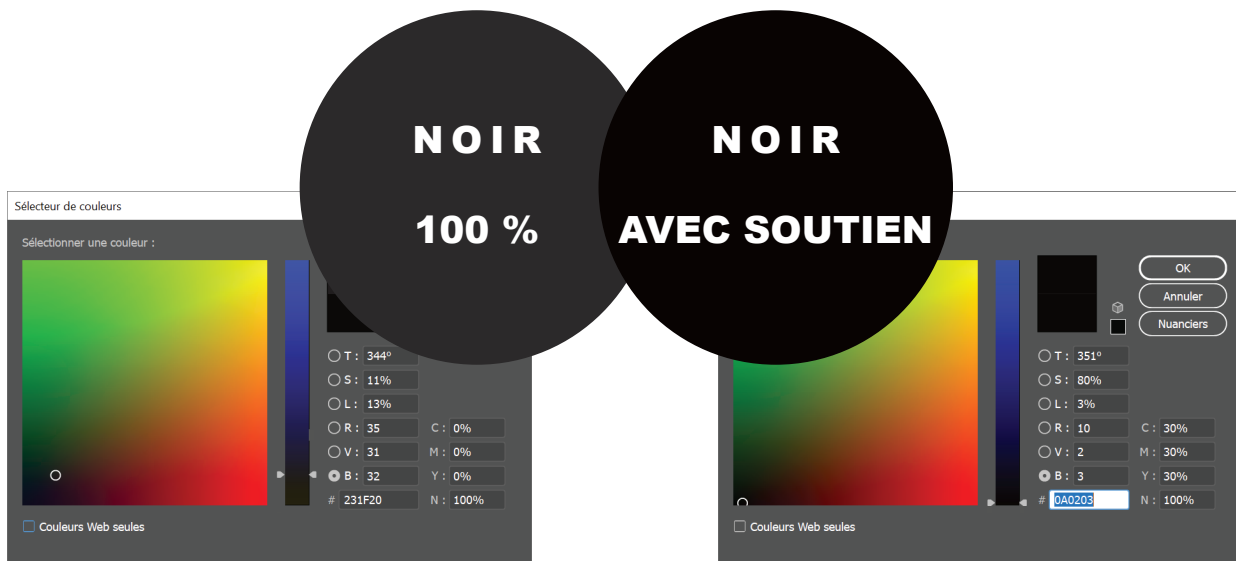 NOIR
100 %
NOIR
AVEC SOUTIEN
Sélecteur de couleurs
Sélectionner une couleur :
T : 344º
S : 11%
L : 13%
R : 35 C : 0%
V : 31 M : 0%
B : 32 Y : 0%
# 231F20 N : 100%
Couleurs Web seules
OK
Annuler
Nuanciers
T : 351º
S : 80%
L : 3%
R : 10 C : 30%
V : 2 M : 30%
B : 3 Y : 30%
# 0A0203 N : 100%
Couleurs Web seules